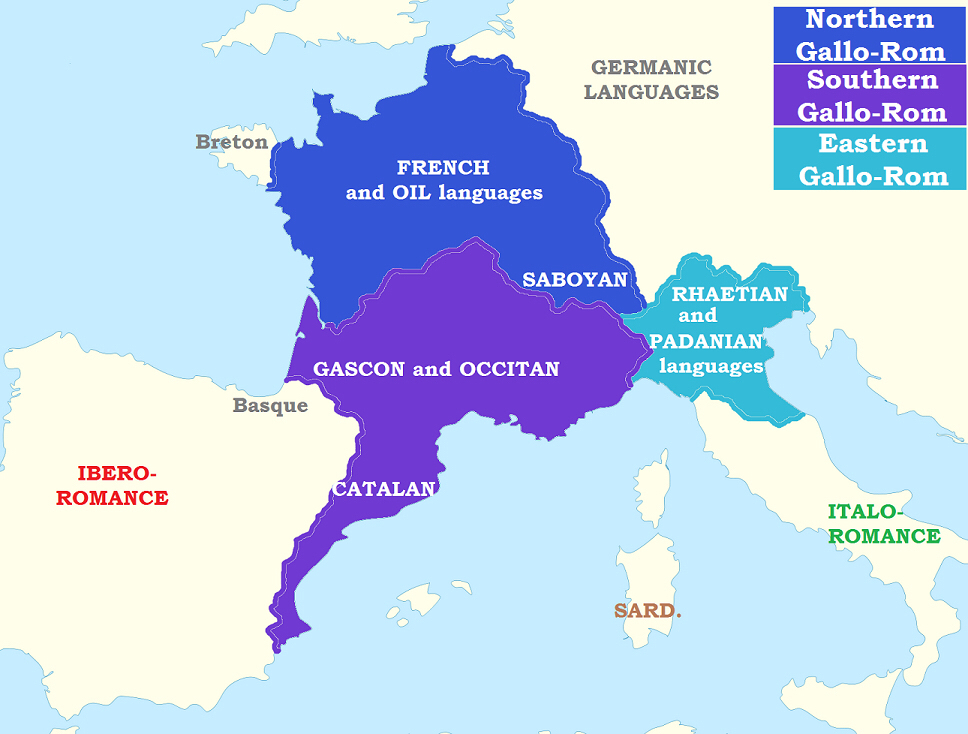 Northern
Gallo-Rom
Southern
Gallo-Rom
Eastern
Gallo-Rom
GERMANIC
LANGUAGES
Breton
FRENCH
and OIL languages
SABOYAN
RHAETIAN
and
PADANIAN
languages
GASCON and OCCITAN
Basque
IBERO-
ROMANCE
CATALAN
ITALO-
ROMANCE
SARD.